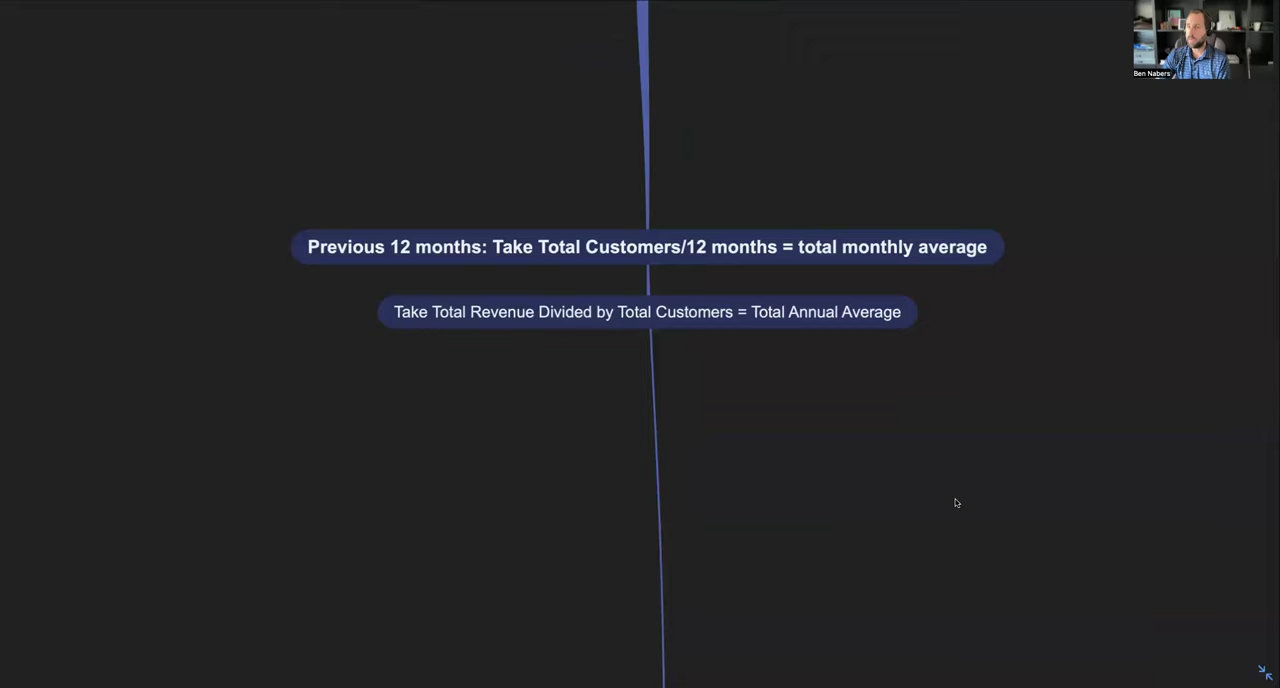 Ben Nabers
Previous 12 months: Take Total Customers/12 months = total monthly average
Take Total Revenue Divided by Total Customers = Total Annual Average